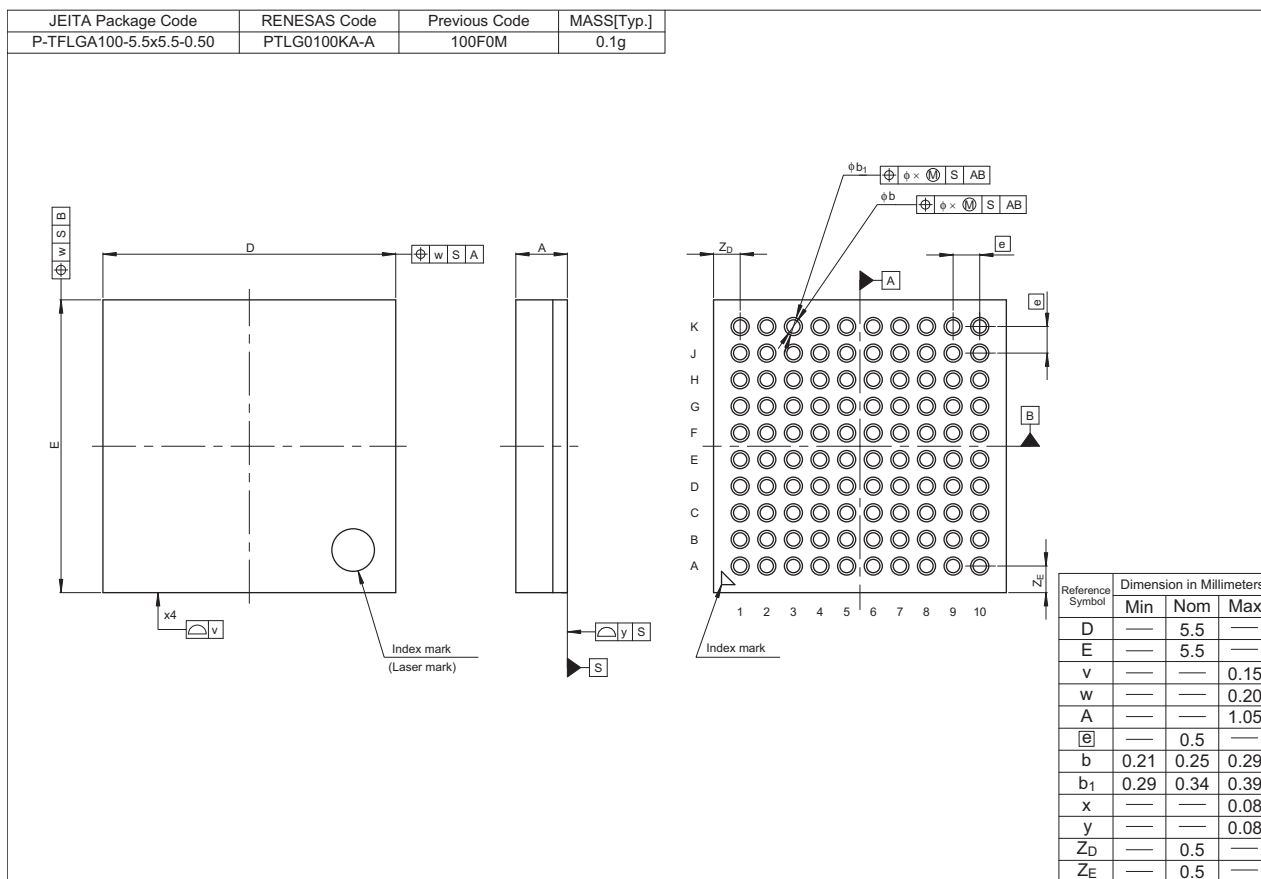 JEITA Package Code RENESAS Code Previous Code MASS[Typ.]
P-TFLGA100-5.5x5.5-0.50 PTLG0100KA-A 100F0M 0.1g
φb1 ⌖ φ × Ⓜ S AB
φb ⌖ φ × Ⓜ S AB
⌖ w S B
D
⌖ w S A
A
ZD
e
A
e
E
K
J
H
G
F
E
D
C
B
A
B
ZE
1 2 3 4 5 6 7 8 9 10
x4
⌓ v
Index mark
(Laser mark)
⌓ y S
S
Index mark
Reference Symbol Dimension in Millimeters
Min Nom Max
D — 5.5 —
E — 5.5 —
v — — 0.15
w — — 0.20
A — — 1.05
e — 0.5 —
b 0.21 0.25 0.29
b1 0.29 0.34 0.39
x — — 0.08
y — — 0.08
ZD — 0.5 —
ZE — 0.5 —